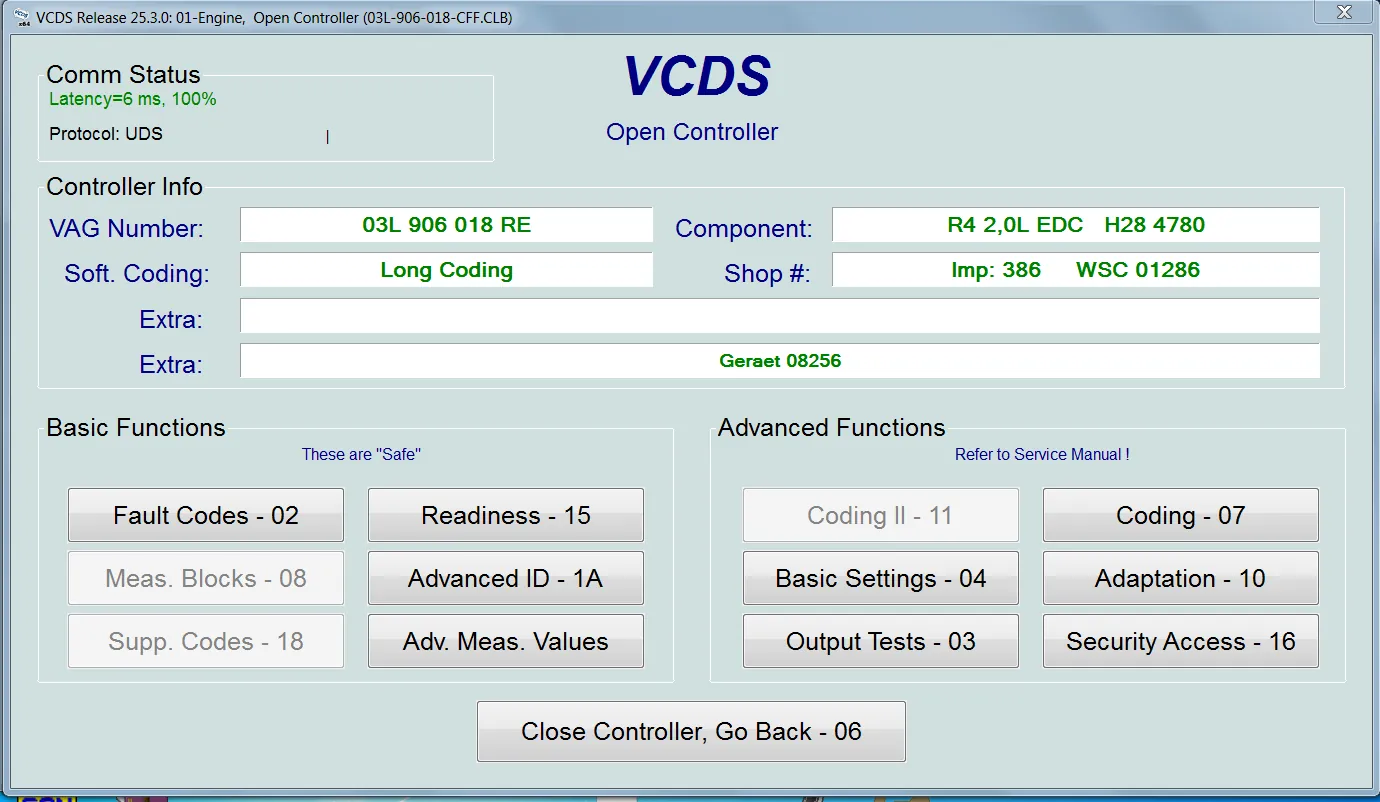 VCDS Release 25.3.0: 01-Engine, Open Controller (03L-906-018-CFF.CLB)
VCDS
Open Controller
Comm Status
Latency=6 ms, 100%
Protocol: UDS |
Controller Info
VAG Number: 03L 906 018 RE Component: R4 2,0L EDC H28 4780
Soft. Coding: Long Coding Shop #: Imp: 386 WSC 01286
Extra:
Extra: Geraet 08256
Basic Functions
These are "Safe"
Fault Codes - 02 Readiness - 15
Meas. Blocks - 08 Advanced ID - 1A
Supp. Codes - 18 Adv. Meas. Values
Advanced Functions
Refer to Service Manual !
Coding II - 11 Coding - 07
Basic Settings - 04 Adaptation - 10
Output Tests - 03 Security Access - 16
Close Controller, Go Back - 06